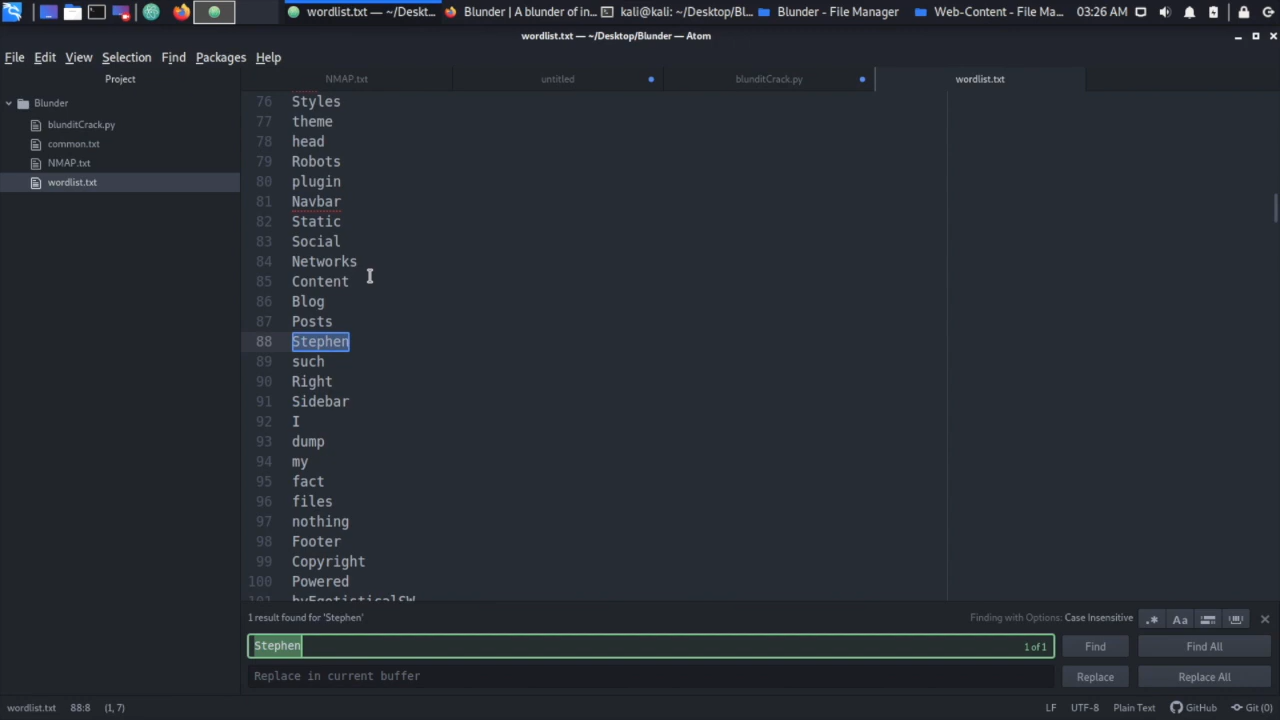 wordlist.txt — ~/Deskt...
Blunder | A blunder of in...
kali@kali: ~/Desktop/Bl...
Blunder - File Manager
Web-Content - File Ma...
03:26 AM
wordlist.txt — ~/Desktop/Blunder — Atom
File Edit View Selection Find Packages Help
Project
NMAP.txt
untitled
blunditCrack.py
wordlist.txt
Blunder
blunditCrack.py
common.txt
NMAP.txt
wordlist.txt
76 Styles
77 theme
78 head
79 Robots
80 plugin
81 Navbar
82 Static
83 Social
84 Networks
85 Content
86 Blog
87 Posts
88 Stephen
89 such
90 Right
91 Sidebar
92 I
93 dump
94 my
95 fact
96 files
97 nothing
98 Footer
99 Copyright
100 Powered
101 byEgotisticalSW
1 result found for 'Stephen'
Finding with Options: Case Insensitive
.* Aa
Stephen
1 of 1
Find
Find All
Replace in current buffer
Replace
Replace All
wordlist.txt 88:8 (1, 7)
LF UTF-8 Plain Text GitHub Git (0)